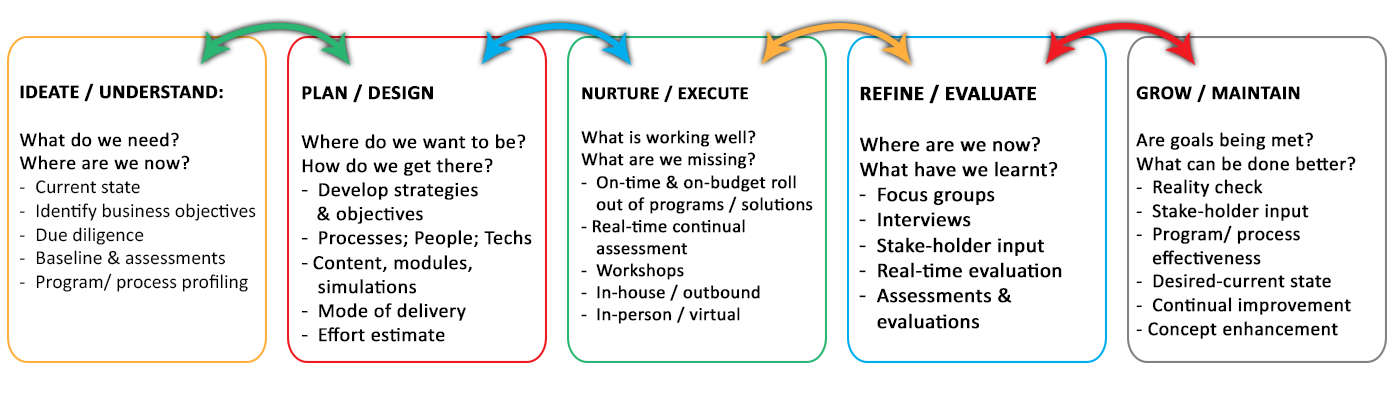 IDEATE / UNDERSTAND:
What do we need?
Where are we now?
- Current state
- Identify business objectives
- Due diligence
- Baseline & assessments
- Program/ process profiling
PLAN / DESIGN
Where do we want to be?
How do we get there?
- Develop strategies
& objectives
- Processes; People; Techs
- Content, modules,
simulations
- Mode of delivery
- Effort estimate
NURTURE / EXECUTE
What is working well?
What are we missing?
- On-time & on-budget roll
out of programs / solutions
- Real-time continual
assessment
- Workshops
- In-house / outbound
- In-person / virtual
REFINE / EVALUATE
Where are we now?
What have we learnt?
- Focus groups
- Interviews
- Stake-holder input
- Real-time evaluation
- Assessments &
evaluations
GROW / MAINTAIN
Are goals being met?
What can be done better?
- Reality check
- Stake-holder input
- Program/ process
effectiveness
- Desired-current state
- Continual improvement
- Concept enhancement